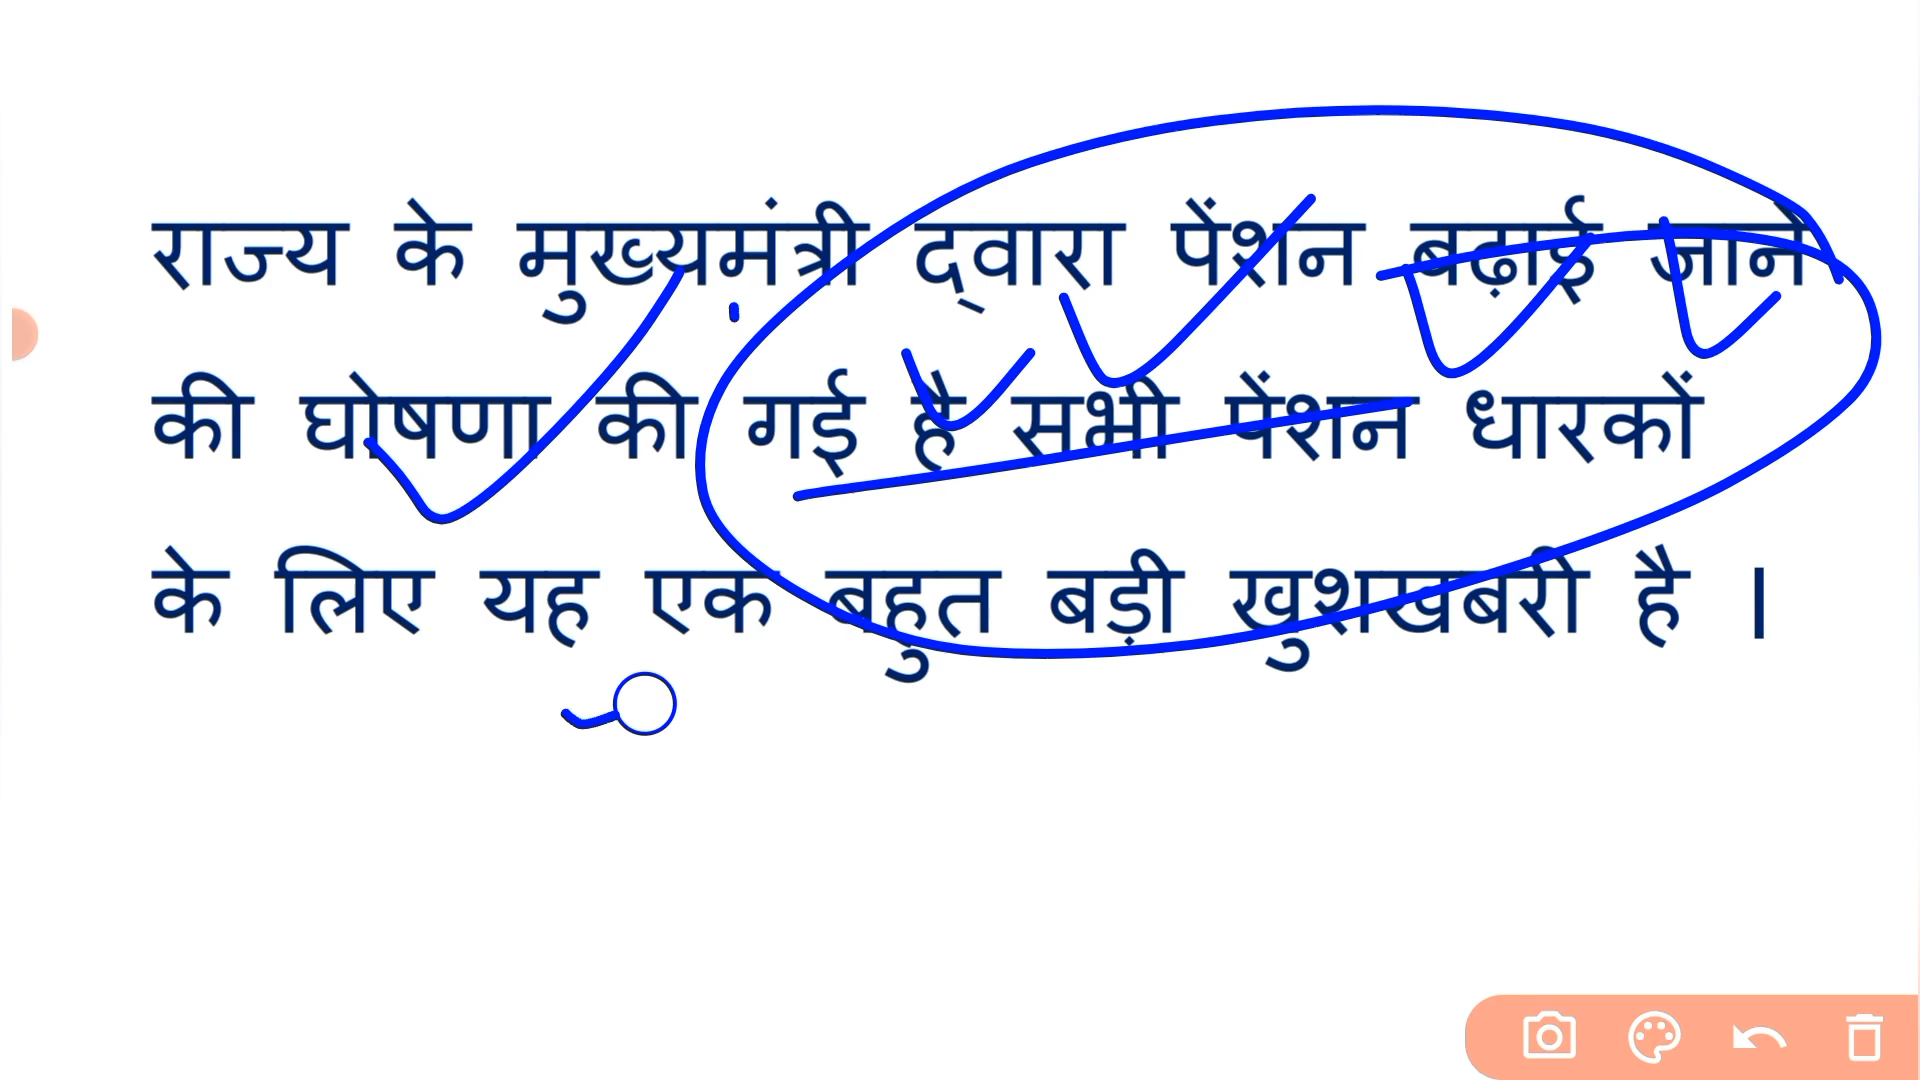 राज्य के मुख्यमंत्री द्वारा पेंशन बढ़ाई जाने
की घोषणा की गई है सभी पेंशन धारकों
के लिए यह एक बहुत बड़ी खुशखबरी है ।